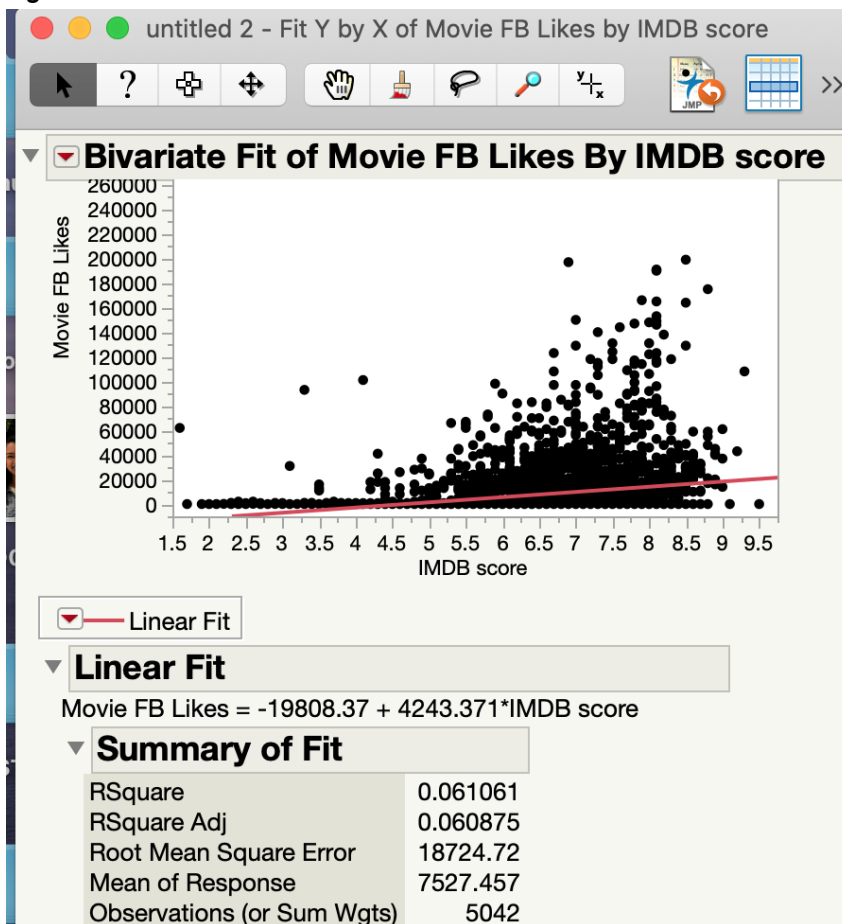 untitled 2 - Fit Y by X of Movie FB Likes by IMDB score
?
y x
JMP
>>
Bivariate Fit of Movie FB Likes By IMDB score
260000
240000
220000
200000
180000
160000
140000
120000
100000
80000
60000
40000
20000
0
Movie FB Likes
1.5 2 2.5 3 3.5 4 4.5 5 5.5 6 6.5 7 7.5 8 8.5 9 9.5
IMDB score
Linear Fit
Linear Fit
Movie FB Likes = -19808.37 + 4243.371*IMDB score
Summary of Fit
RSquare 0.061061
RSquare Adj 0.060875
Root Mean Square Error 18724.72
Mean of Response 7527.457
Observations (or Sum Wgts) 5042